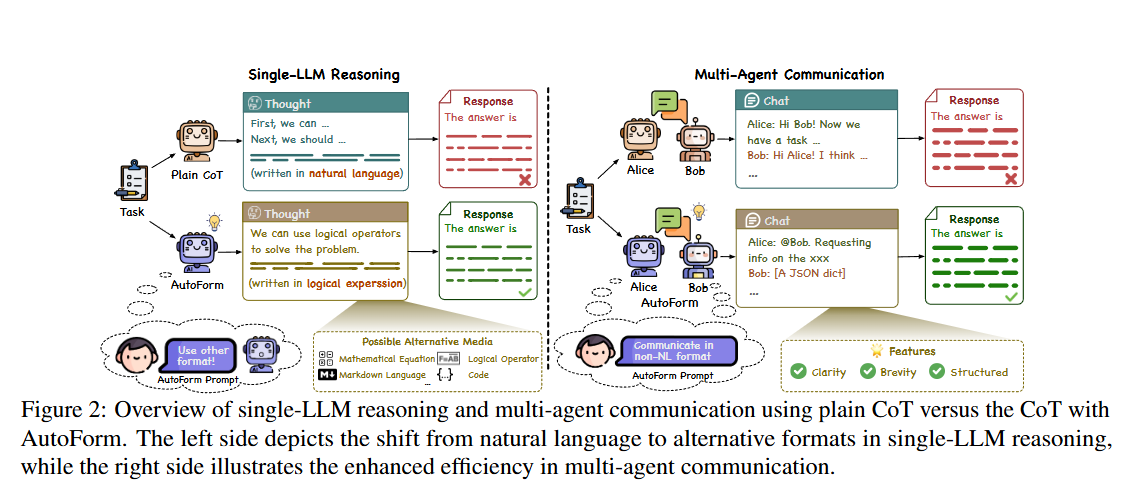 Single-LLM Reasoning
Thought
First, we can ...
Next, we should ...
(written in natural language)
Response
The answer is
Plain CoT
Task
Thought
We can use logical operators
to solve the problem.
(written in logical experssion)
Response
The answer is
AutoForm
Use other
format!
AutoForm Prompt
Possible Alternative Media
Mathematical Equation
Logical Operator
Markdown Language
{...} Code
...
Multi-Agent Communication
Chat
Alice: Hi Bob! Now we
have a task ...
Bob: Hi Alice! I think ...
...
Response
The answer is
Alice
Bob
Task
Chat
Alice: @Bob. Requesting
info on the xxx
Bob: [A JSON dict]
...
Response
The answer is
Alice
Bob
AutoForm
Communicate in
non-NL format
AutoForm Prompt
Features
Clarity
Brevity
Structured
Figure 2: Overview of single-LLM reasoning and multi-agent communication using plain CoT versus the CoT with
AutoForm. The left side depicts the shift from natural language to alternative formats in single-LLM reasoning,
while the right side illustrates the enhanced efficiency in multi-agent communication.